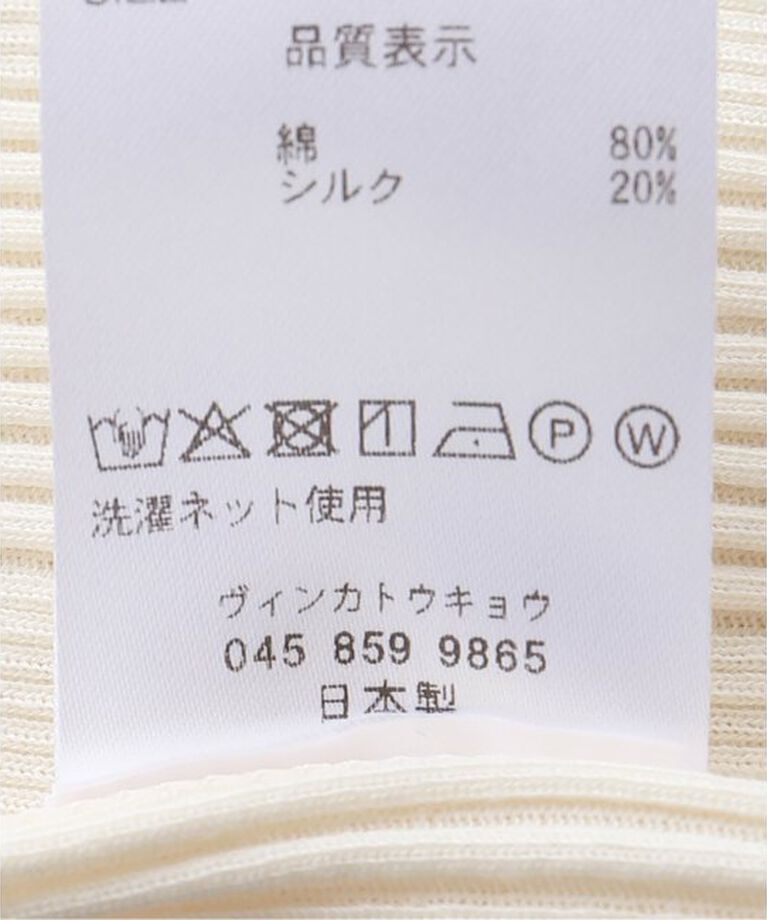 品質表示
綿 80%
シルク 20%
P W
洗濯ネット使用
ヴィンカトウキョウ
045 859 9865
日本製